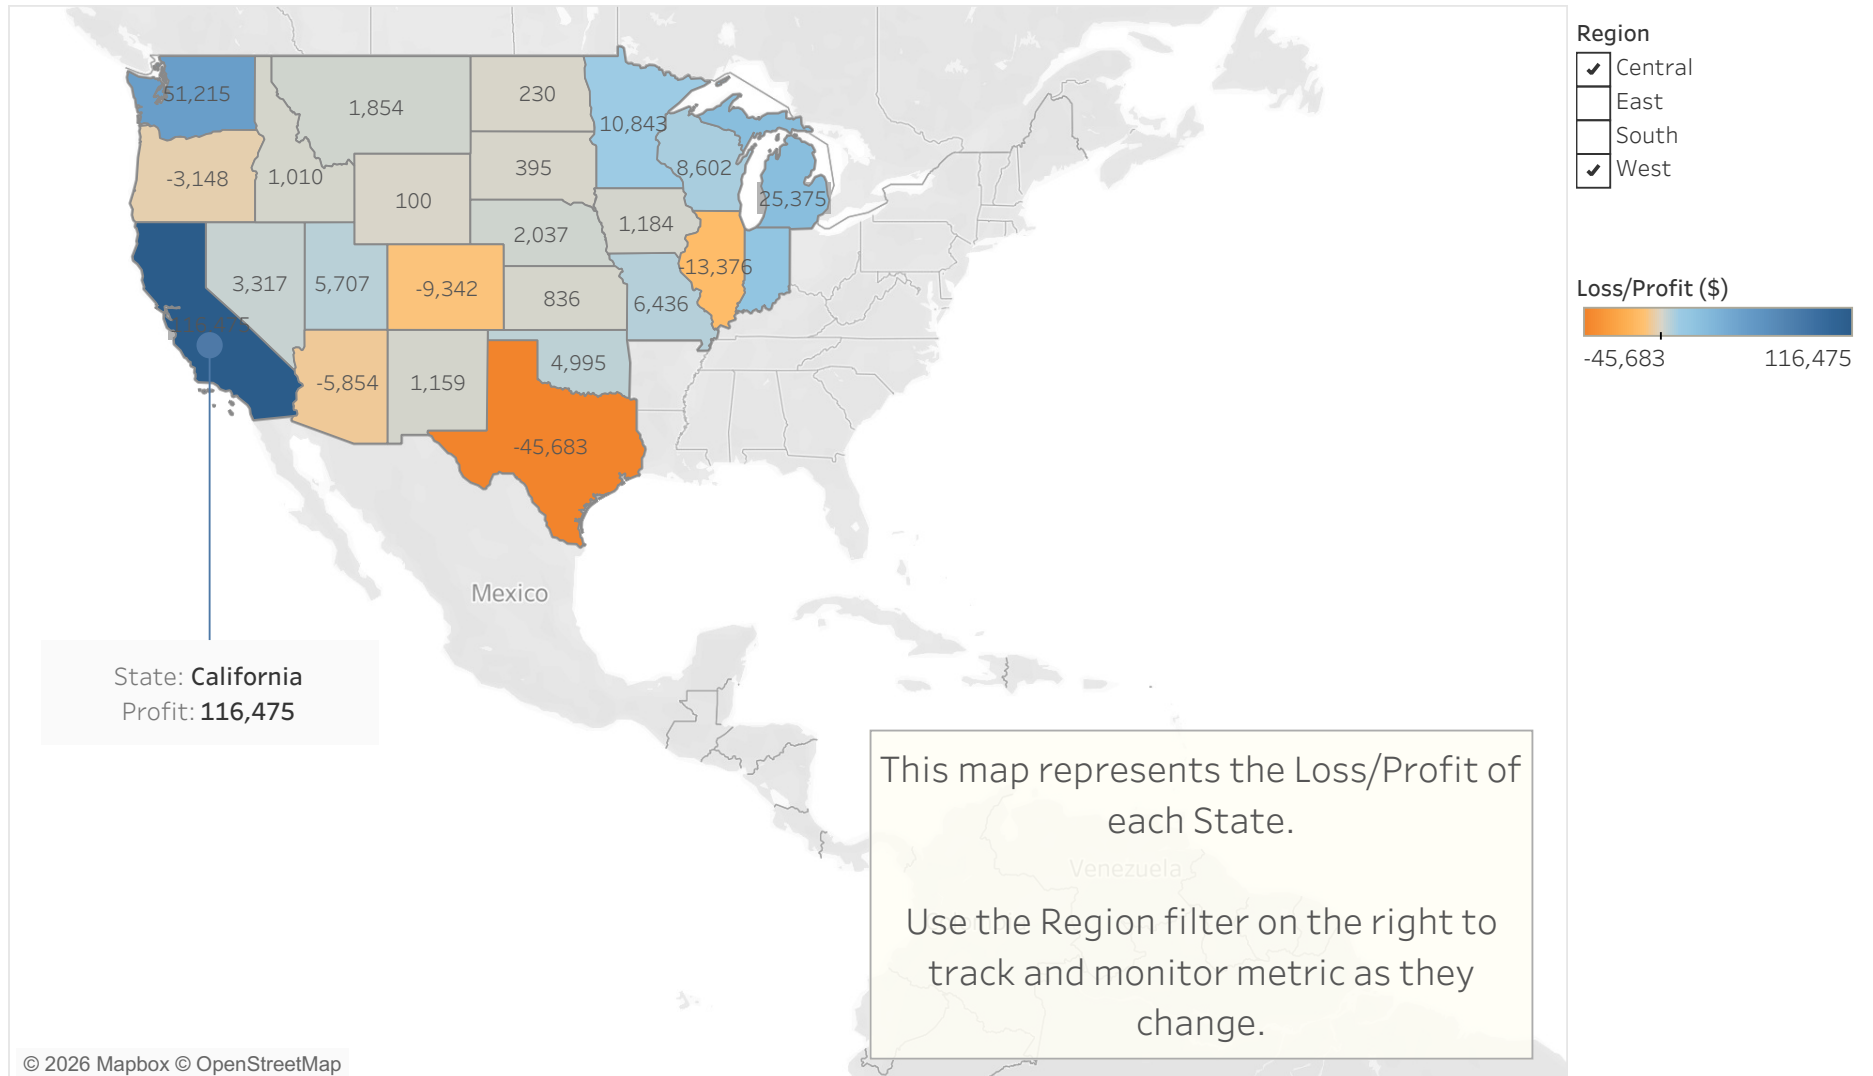 51,215
1,854
230
10,843
-3,148
1,010
395
8,602
100
25,375
2,037
1,184
3,317
5,707
-9,342
836
6,436
-13,376
-5,854
1,159
4,995
-45,683
Mexico
State: California
Profit: 116,475
This map represents the Loss/Profit of
each State.
Venezuela
Use the Region filter on the right to
track and monitor metric as they
change.
© 2026 Mapbox © OpenStreetMap
Region
Central
East
South
West
Loss/Profit ($)
-45,683
116,475